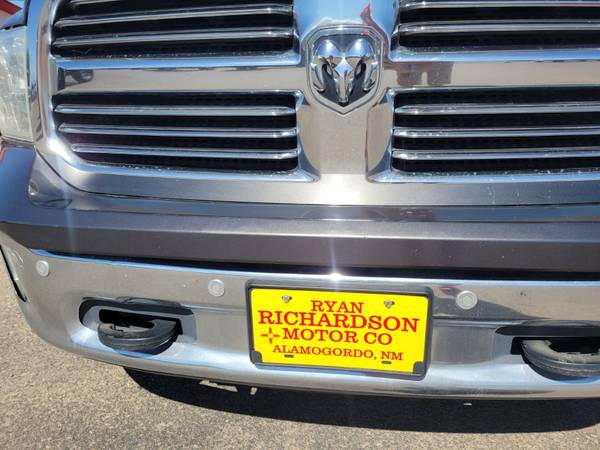 RYAN
RICHARDSON
MOTOR CO
ALAMOGORDO, NM